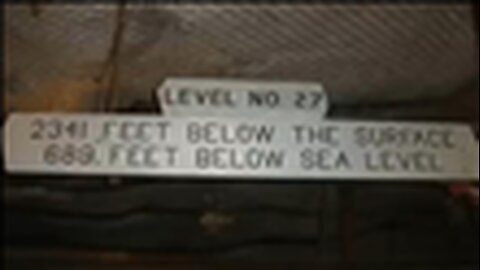 LEVEL NO. 27
2341 FEET BELOW THE SURFACE
689 FEET BELOW SEA LEVEL